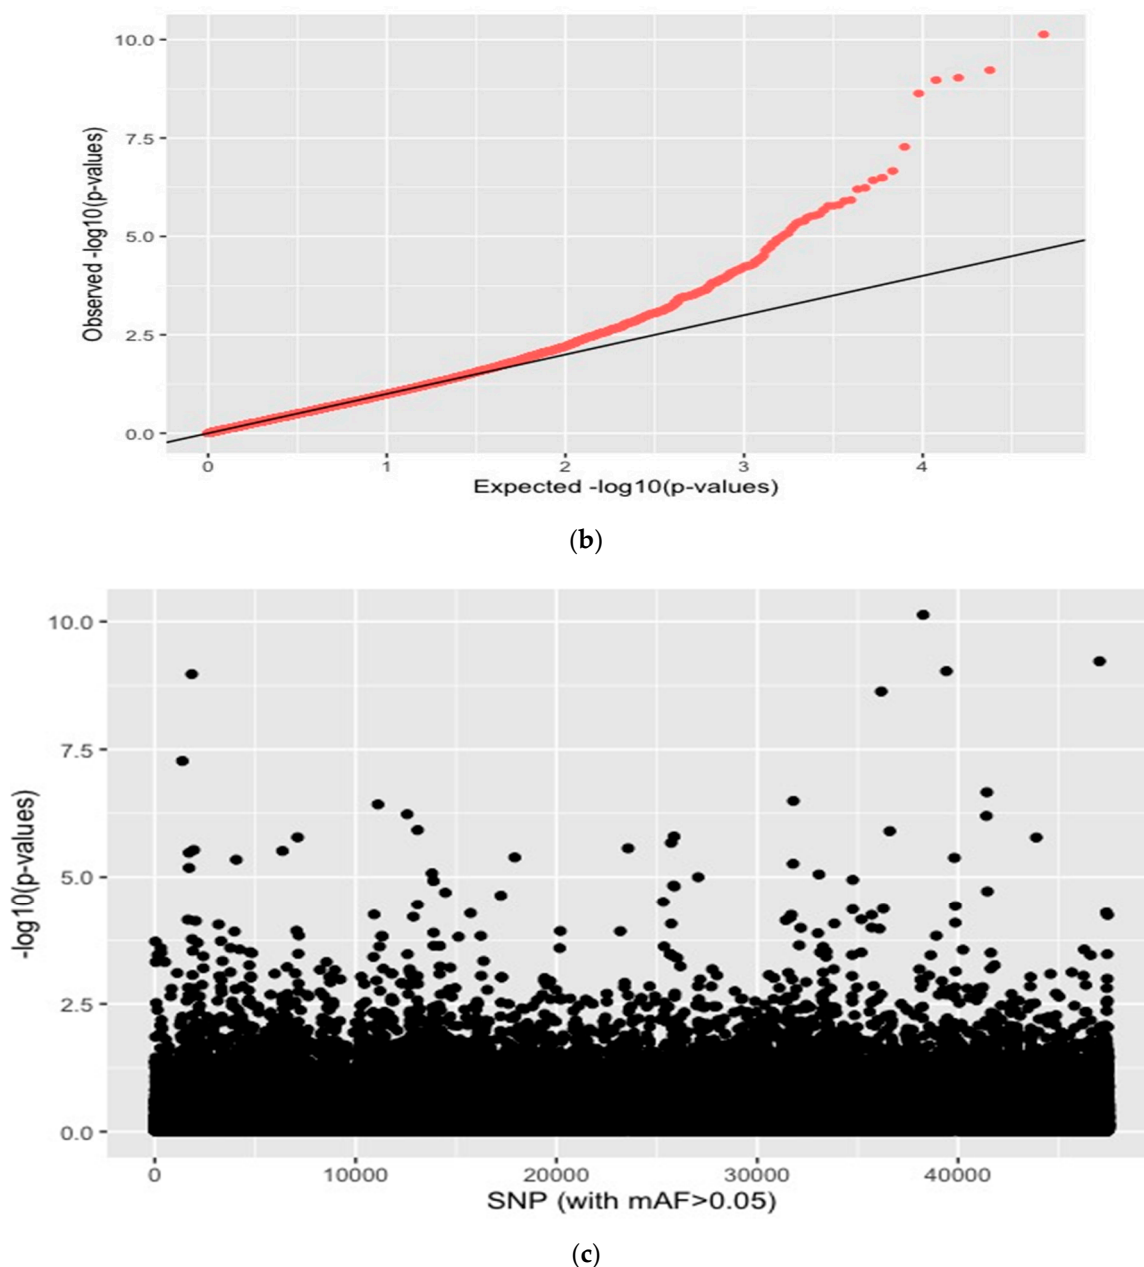 10.0
7.5
5.0
2.5
0.0
Observed -log10(p-values)
0 1 2 3 4
Expected -log10(p-values)
(b)
10.0
7.5
5.0
2.5
0.0
-log10(p-values)
0 10000 20000 30000 40000
SNP (with mAF>0.05)
(c)